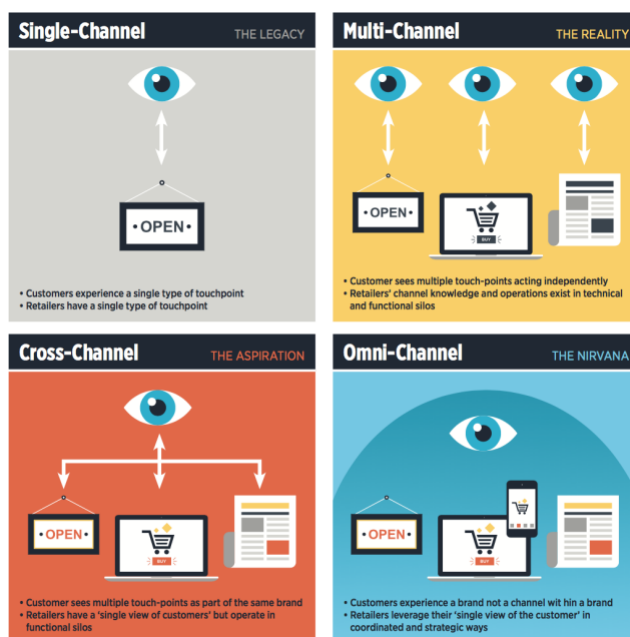 Single-Channel THE LEGACY
OPEN
• Customers experience a single type of touchpoint
• Retailers have a single type of touchpoint
Multi-Channel THE REALITY
OPEN
BUY
• Customer sees multiple touch-points acting independently
• Retailers' channel knowledge and operations exist in technical
and functional silos
Cross-Channel THE ASPIRATION
OPEN
BUY
• Customer sees multiple touch-points as part of the same brand
• Retailers have a 'single view of customers' but operate in
functional silos
Omni-Channel THE NIRVANA
OPEN
BUY
• Customers experience a brand not a channel wit hin a brand
• Retailers leverage their 'single view of the customer' in
coordinated and strategic ways